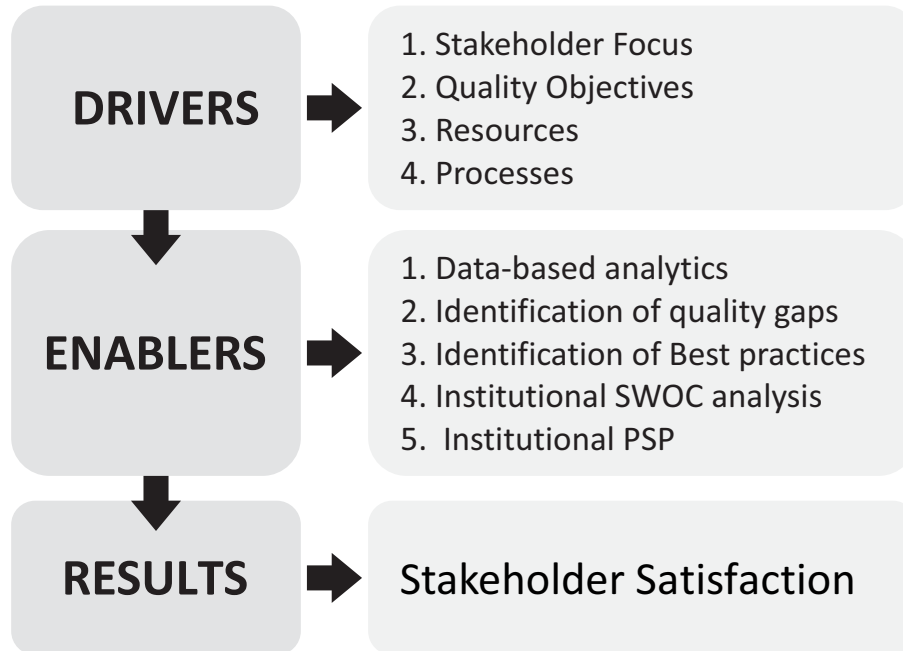 DRIVERS
1. Stakeholder Focus
2. Quality Objectives
3. Resources
4. Processes
ENABLERS
1. Data-based analytics
2. Identification of quality gaps
3. Identification of Best practices
4. Institutional SWOC analysis
5. Institutional PSP
RESULTS
Stakeholder Satisfaction